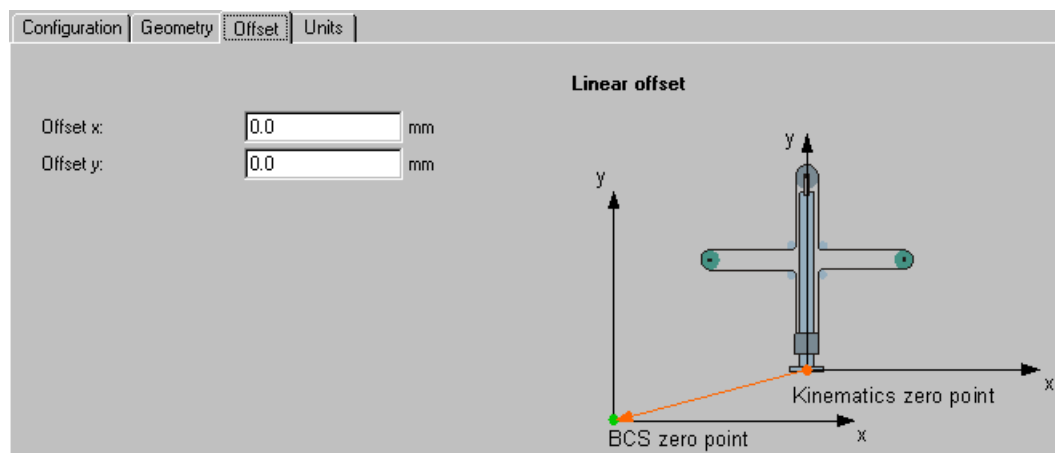 Configuration Geometry Offset Units
Linear offset
Offset x: 0.0 mm
Offset y: 0.0 mm
y
y
x
Kinematics zero point
x
BCS zero point